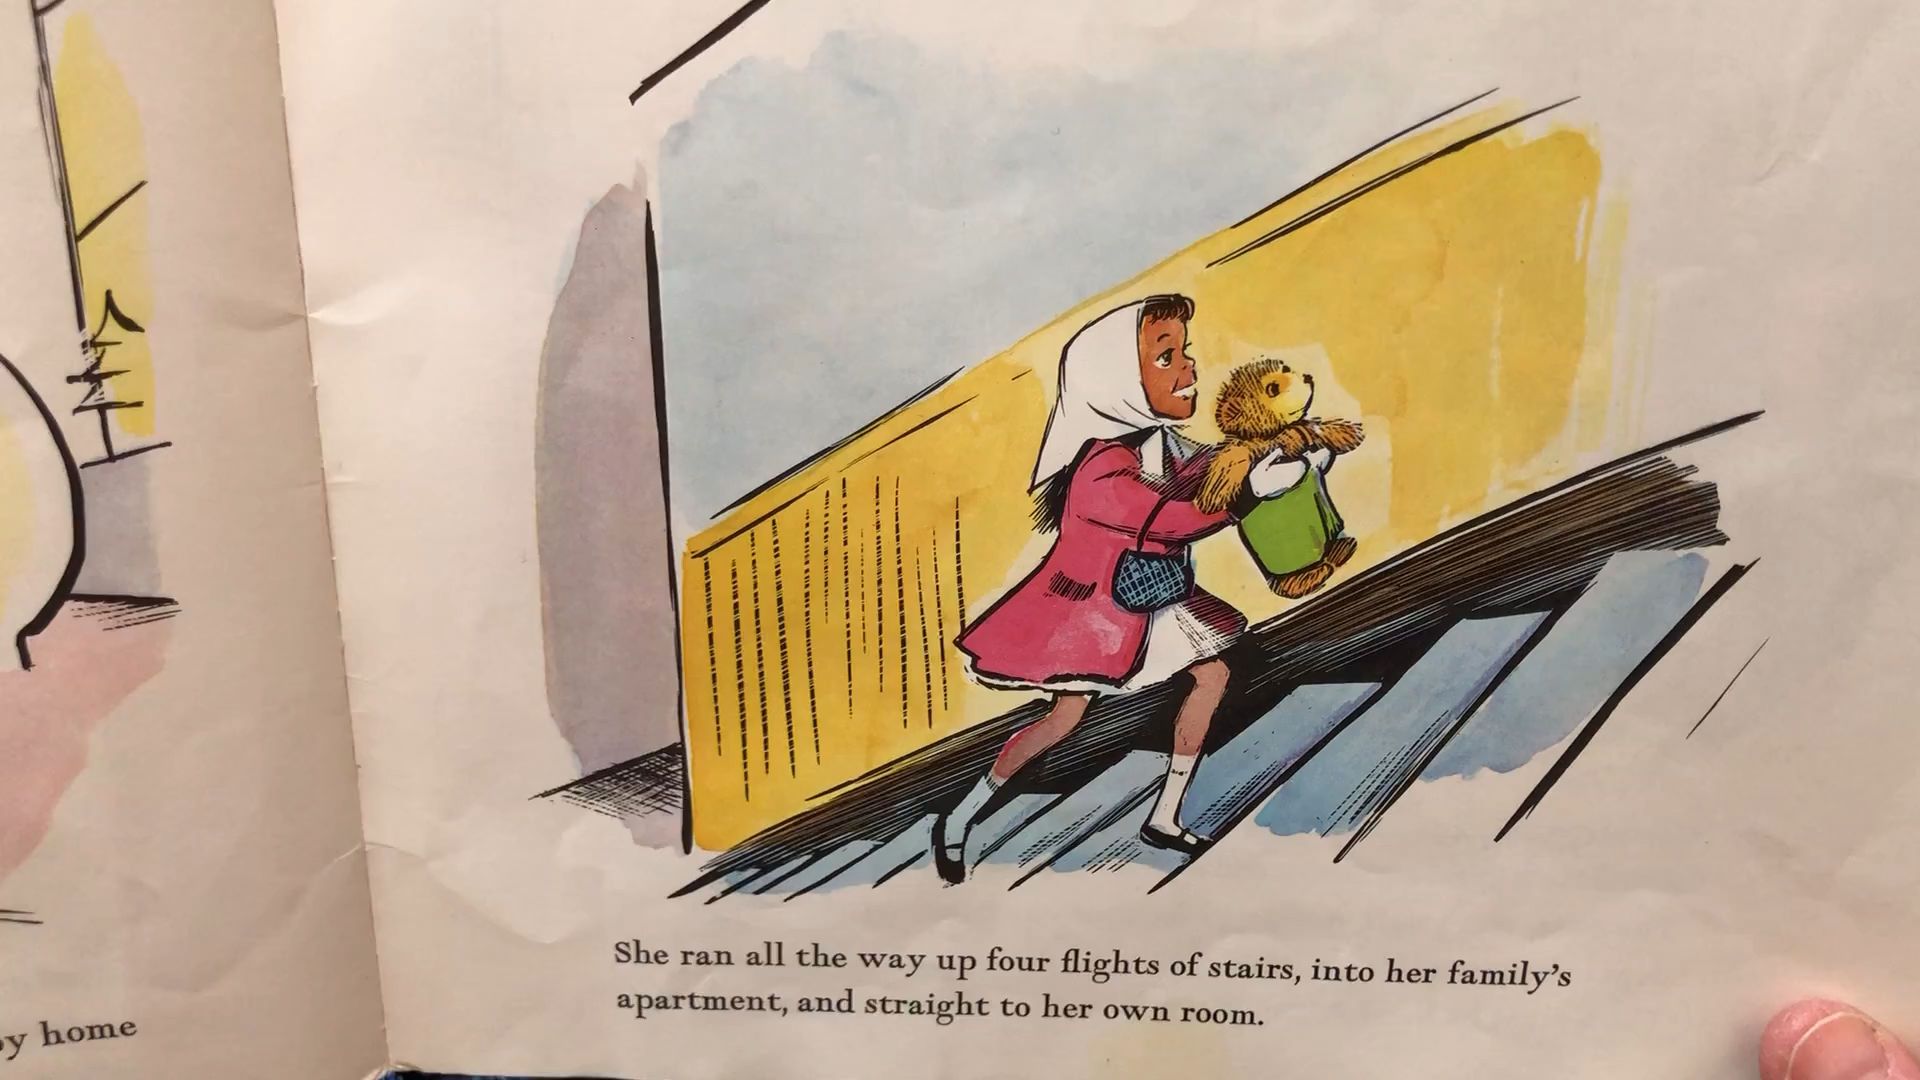 by home
She ran all the way up four flights of stairs, into her family's
apartment, and straight to her own room.